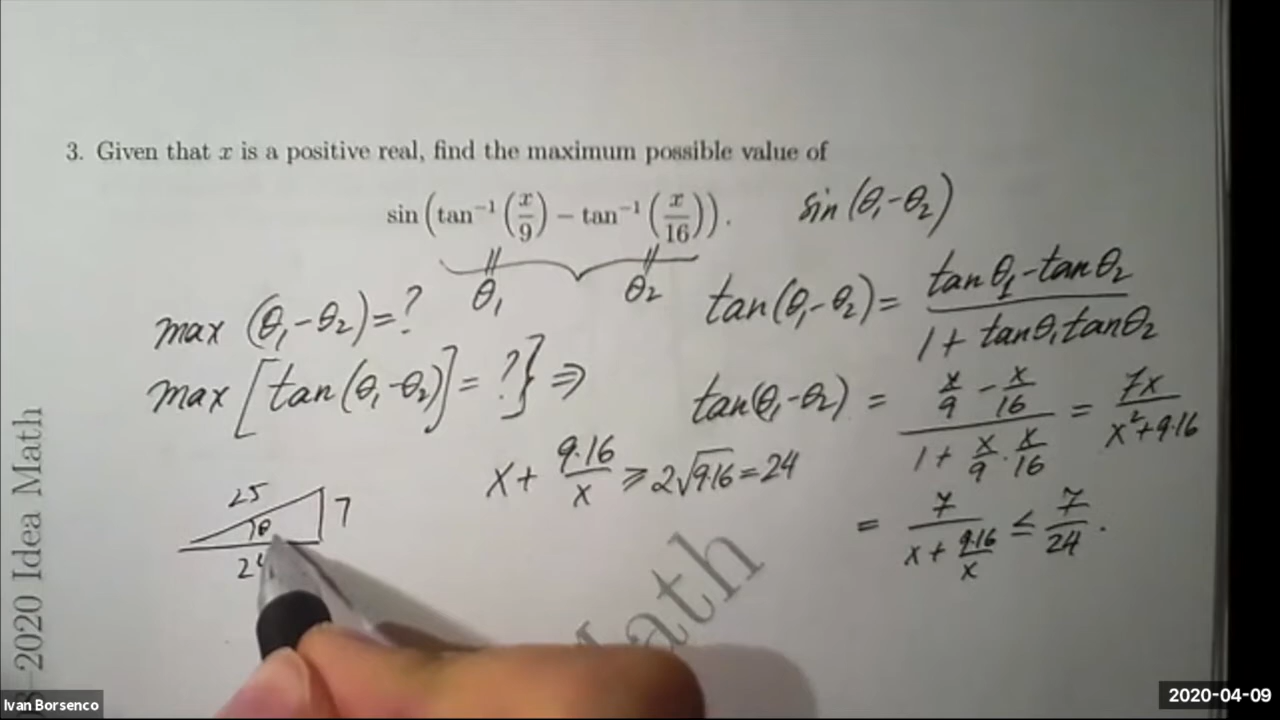 3. Given that x is a positive real, find the maximum possible value of
sin(tan⁻¹(x/9) − tan⁻¹(x/16)).
sin(θ₁-θ₂)
θ₁
θ₂
max (θ₁-θ₂)=?
max [tan(θ₁-θ₂)]=?} ⇒
tan(θ₁-θ₂)= (tanθ₁-tanθ₂)/(1+tanθ₁tanθ₂)
tan(θ₁-θ₂) = (x/9 - x/16)/(1+ x/9 · x/16) = 7x/(x²+9·16)
= 7/(x+ 9·16/x) ≤ 7/24 .
x + 9·16/x ≥ 2√9·16 = 24
25
7
θ
-2020 Idea Math
Math
Ivan Borsenco
2020-04-09